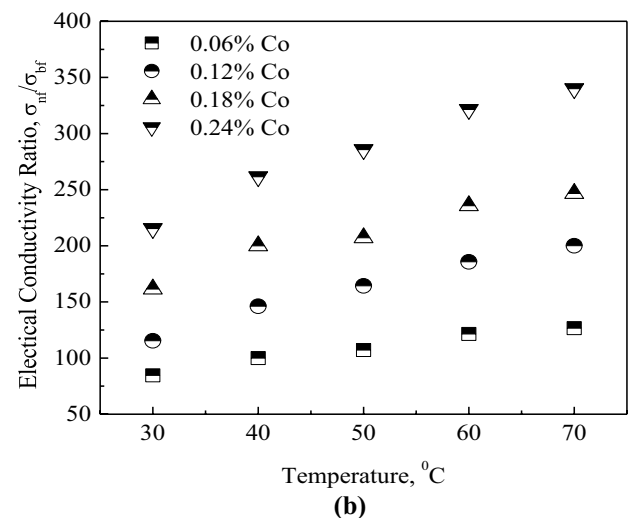 400
350
300
250
200
150
100
50
Electical Conductivity Ratio, σnf/σbf
0.06% Co
0.12% Co
0.18% Co
0.24% Co
30 40 50 60 70
Temperature, ⁰C
(b)